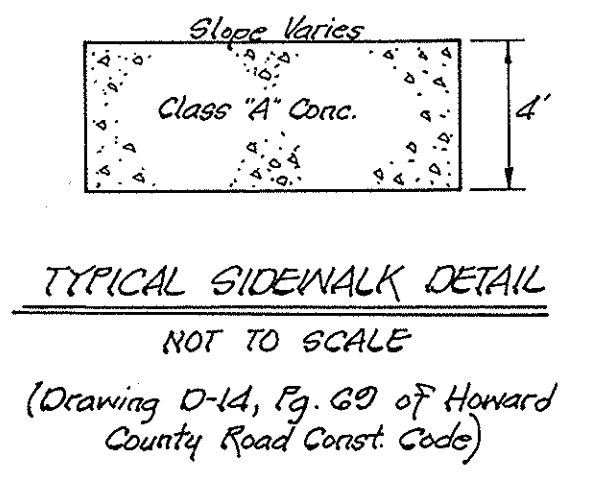 Slope Varies
Class "A" Conc.
4'
TYPICAL SIDEWALK DETAIL
NOT TO SCALE
(Drawing D-14, Pg. 69 of Howard
County Road Const. Code)